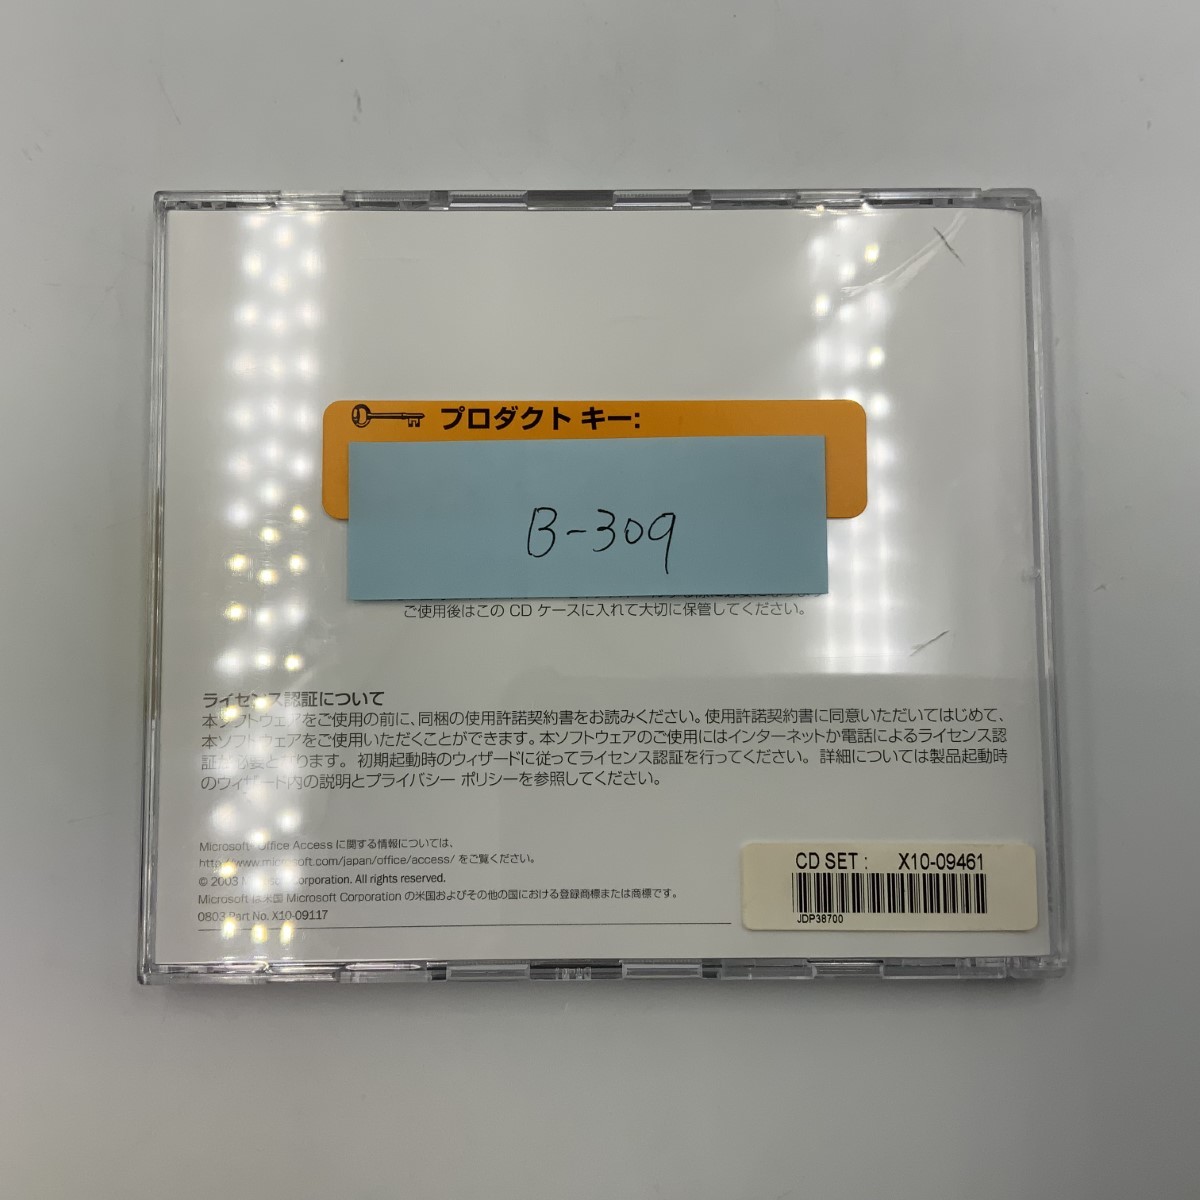 プロダクト キー:
B-309
ご使用後はこの CD ケースに入れて大切に保管してください。
ライセンス認証について
本ソフトウェアをご使用の前に、同梱の使用許諾契約書をお読みください。使用許諾契約書に同意いただいてはじめて、
本ソフトウェアをご使用いただくことができます。本ソフトウェアのご使用にはインターネットか電話によるライセンス認
証が必要となります。初期起動時のウィザードに従ってライセンス認証を行ってください。詳細については製品起動時
のウィザード内の説明とプライバシー ポリシーを参照してください。
Microsoft Office Access に関する情報については、
http://www.microsoft.com/japan/office/access/ をご覧ください。
© 2003 Microsoft Corporation. All rights reserved.
Microsoft は米国 Microsoft Corporation の米国およびその他の国における登録商標または商標です。
0803 Part No. X10-09117
CD SET : X10-09461
JDP38700